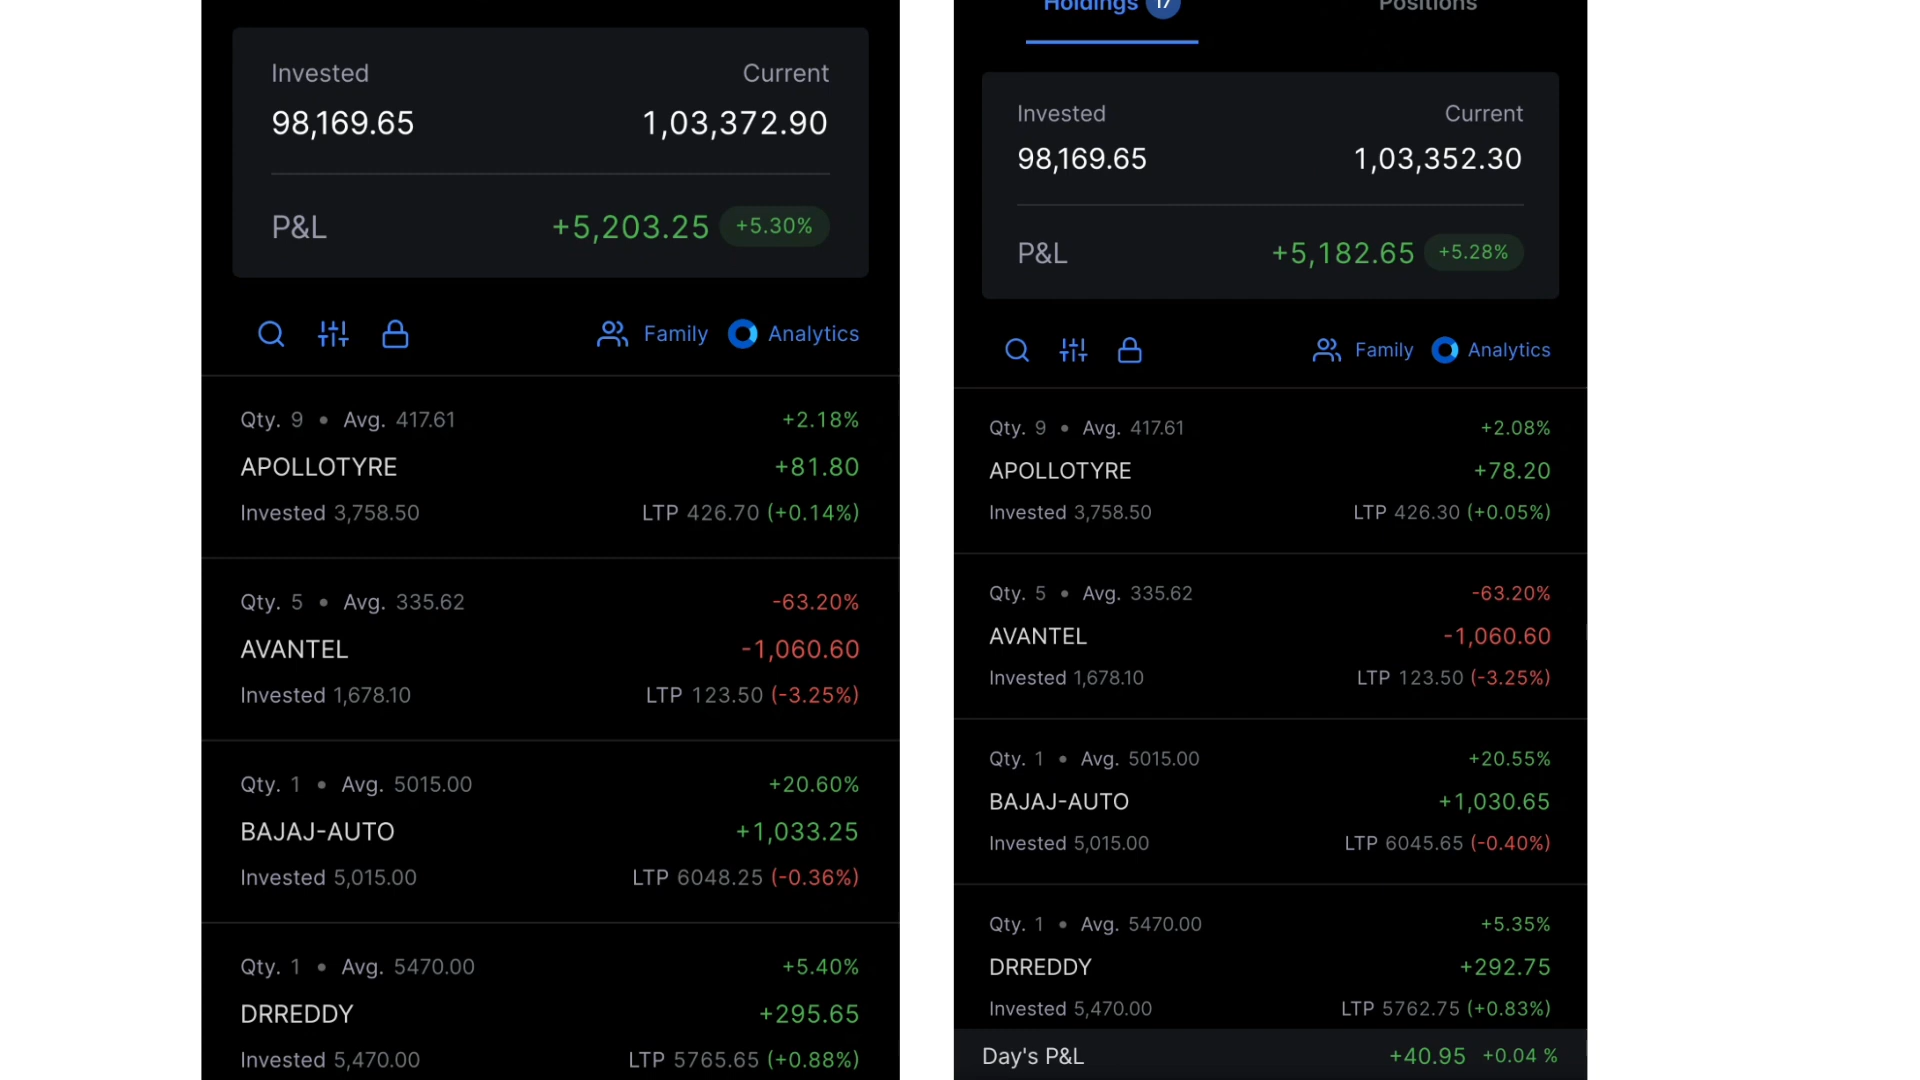 Invested Current
98,169.65 1,03,372.90
P&L +5,203.25 +5.30%
Family Analytics
Qty. 9 • Avg. 417.61 +2.18%
APOLLOTYRE +81.80
Invested 3,758.50 LTP 426.70 (+0.14%)
Qty. 5 • Avg. 335.62 -63.20%
AVANTEL -1,060.60
Invested 1,678.10 LTP 123.50 (-3.25%)
Qty. 1 • Avg. 5015.00 +20.60%
BAJAJ-AUTO +1,033.25
Invested 5,015.00 LTP 6048.25 (-0.36%)
Qty. 1 • Avg. 5470.00 +5.40%
DRREDDY +295.65
Invested 5,470.00 LTP 5765.65 (+0.88%)
Holdings 17 Positions
Invested Current
98,169.65 1,03,352.30
P&L +5,182.65 +5.28%
Family Analytics
Qty. 9 • Avg. 417.61 +2.08%
APOLLOTYRE +78.20
Invested 3,758.50 LTP 426.30 (+0.05%)
Qty. 5 • Avg. 335.62 -63.20%
AVANTEL -1,060.60
Invested 1,678.10 LTP 123.50 (-3.25%)
Qty. 1 • Avg. 5015.00 +20.55%
BAJAJ-AUTO +1,030.65
Invested 5,015.00 LTP 6045.65 (-0.40%)
Qty. 1 • Avg. 5470.00 +5.35%
DRREDDY +292.75
Invested 5,470.00 LTP 5762.75 (+0.83%)
Day's P&L +40.95 +0.04 %